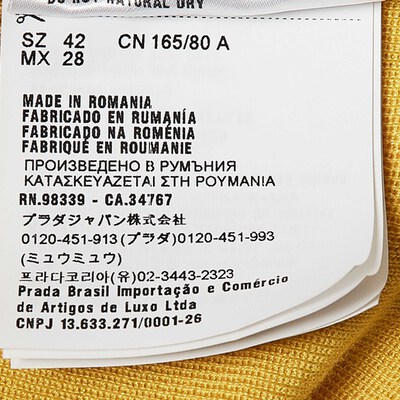 DO NOT NATURAL DRY
SZ 42 CN 165/80 A
MX 28
MADE IN ROMANIA
FABRICADO EN RUMANÍA
FABRICADO NA ROMÉNIA
FABRIQUÉ EN ROUMANIE
ПРОИЗВЕДЕНО В РУМЪНИЯ
ΚΑΤΑΣΚΕΥΑΖΕΤΑΙ ΣΤΗ ΡΟΥΜΑΝΙΑ
RN.98339 - CA.34767
プラダジャパン株式会社
0120-451-913(プラダ)0120-451-993
(ミュウミュウ)
프라다코리아(유)02-3443-2323
Prada Brasil Importação e Comércio
de Artigos de Luxo Ltda
CNPJ 13.633.271/0001-26